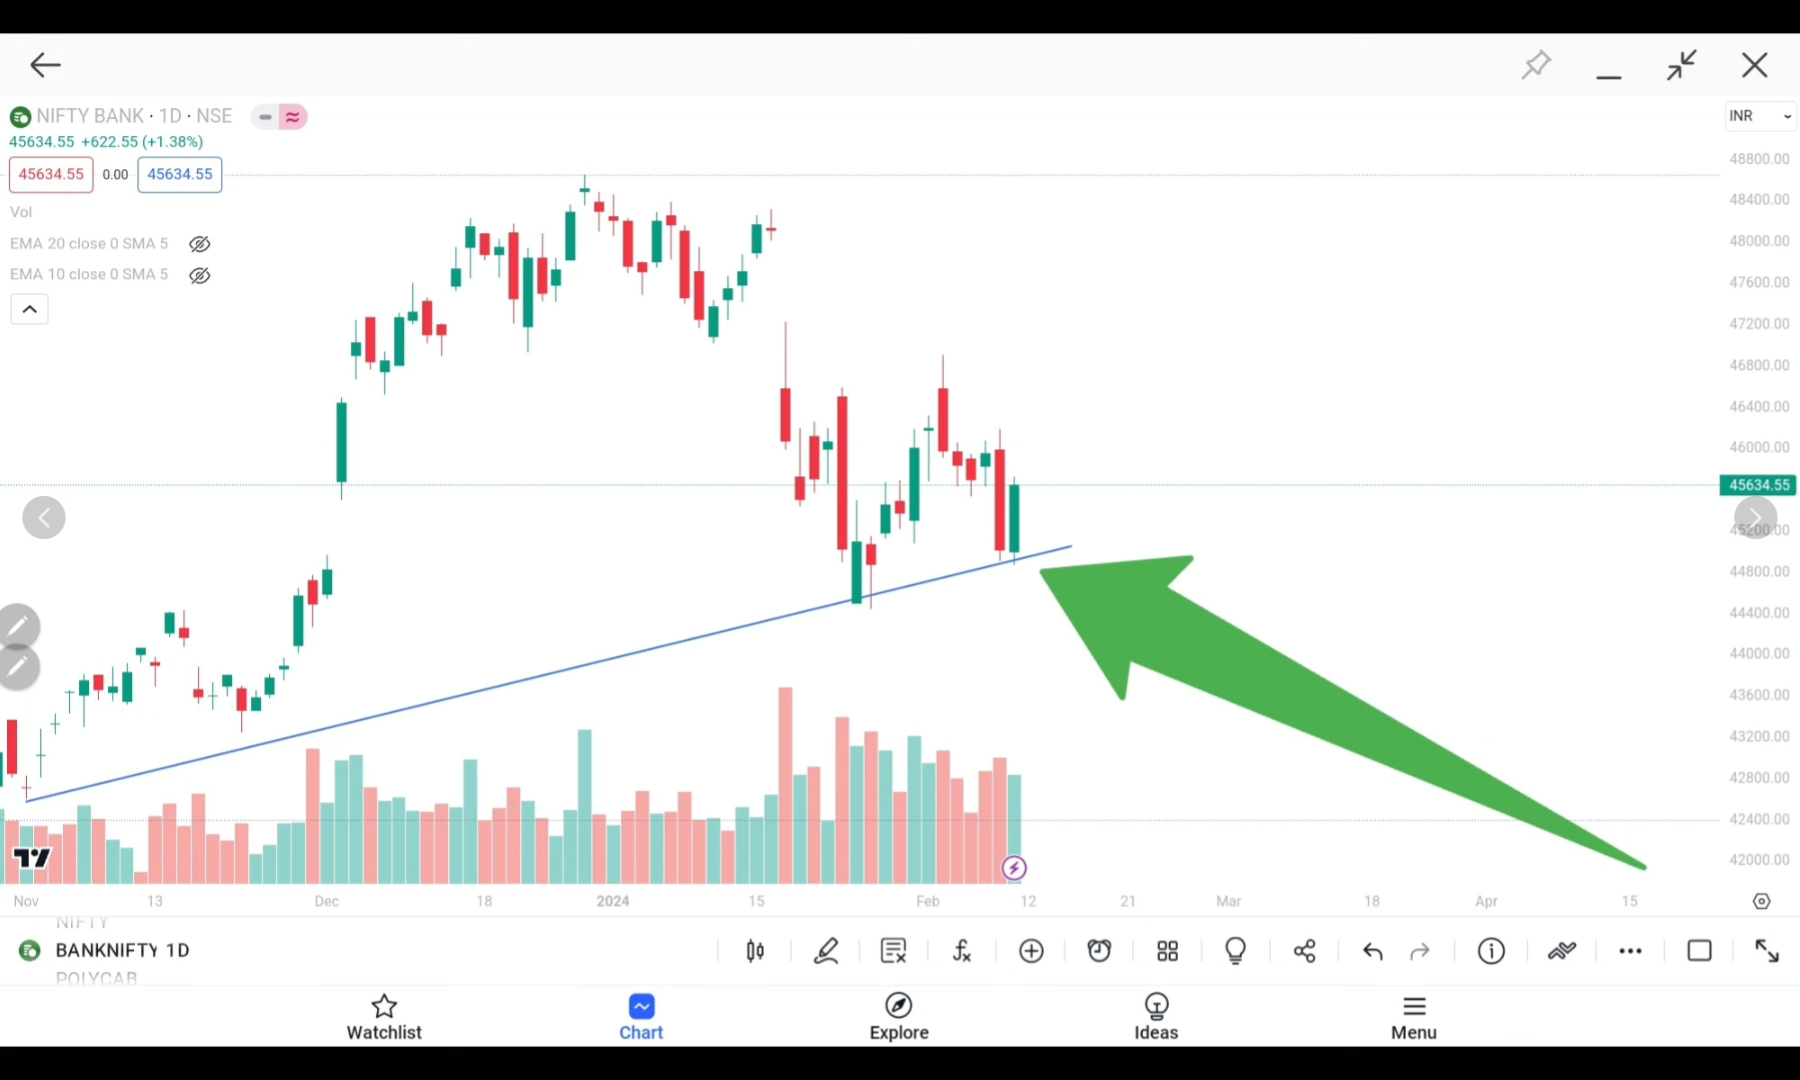 NIFTY BANK · 1D · NSE
INR
45634.55 +622.55 (+1.38%)
45634.55 0.00 45634.55
Vol
EMA 20 close 0 SMA 5
EMA 10 close 0 SMA 5
48800.00
48400.00
48000.00
47600.00
47200.00
46800.00
46400.00
46000.00
45634.55
45200.00
44800.00
44400.00
44000.00
43600.00
43200.00
42800.00
42400.00
42000.00
Nov 13 Dec 18 2024 15 Feb 12 21 Mar 18 Apr 15
NIFTY
BANKNIFTY 1D
POLYCAB
Watchlist Chart Explore Ideas Menu